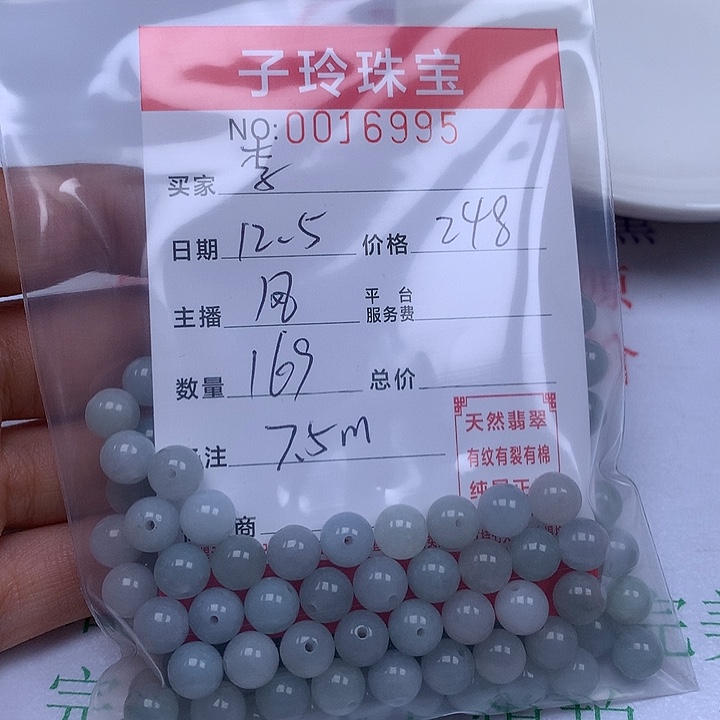 子玲珠宝
NO:0016995
买家 李
日期 12.5 价格 248
主播 风
平台
服务费
数量 169 总价
注 7.5m
天然翡翠
有纹有裂有棉
商